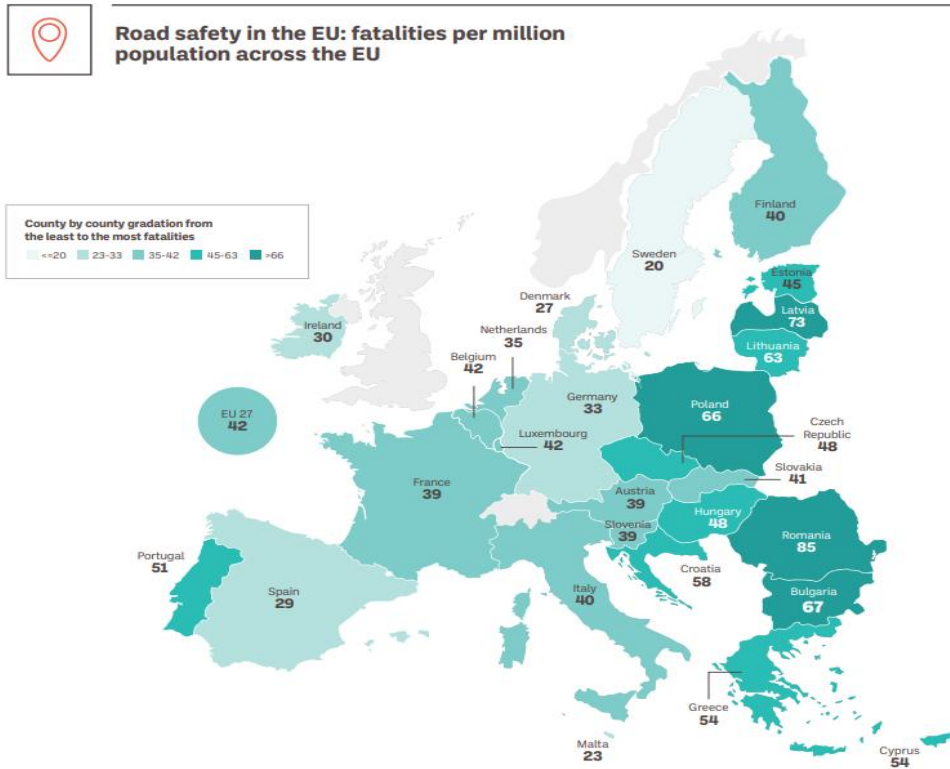 Road safety in the EU: fatalities per million
population across the EU
County by county gradation from
the least to the most fatalities
<=20 23-33 35-42 45-63 >66
Finland
40
Sweden
20
Estonia
45
Latvia
73
Lithuania
63
Denmark
27
Ireland
30
Netherlands
35
Belgium
42
Germany
33
Poland
66
EU 27
42
Luxembourg
42
Czech
Republic
48
Slovakia
41
France
39
Austria
39
Slovenia
39
Hungary
48
Romania
85
Croatia
58
Portugal
51
Spain
29
Italy
40
Bulgaria
67
Greece
54
Malta
23
Cyprus
54